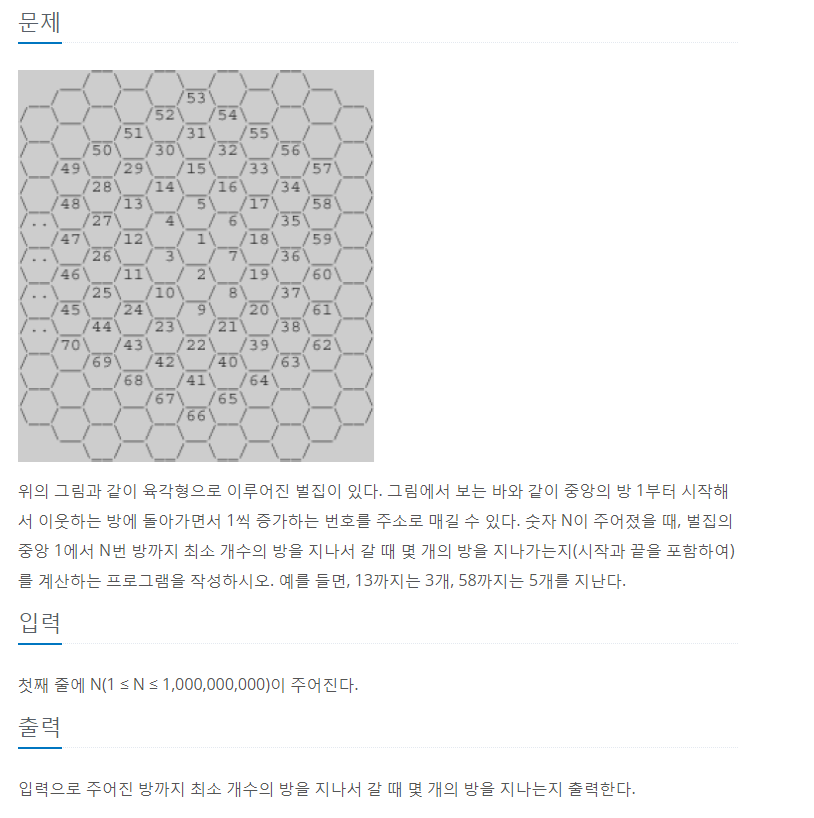 문제
53
52 54
51 31 55
50 30 32 56
49 29 15 33 57
28 14 16 34
48 13 5 17 58
.. 27 4 6 35
47 12 1 18 59
.. 26 3 7 36
46 11 2 19 60
.. 25 10 8 37
45 24 9 20 61
.. 44 23 21 38
70 43 22 39 62
69 42 40 63
68 41 64
67 65
66
위의 그림과 같이 육각형으로 이루어진 벌집이 있다. 그림에서 보는 바와 같이 중앙의 방 1부터 시작해
서 이웃하는 방에 돌아가면서 1씩 증가하는 번호를 주소로 매길 수 있다. 숫자 N이 주어졌을 때, 벌집의
중앙 1에서 N번 방까지 최소 개수의 방을 지나서 갈 때 몇 개의 방을 지나가는지(시작과 끝을 포함하여)
를 계산하는 프로그램을 작성하시오. 예를 들면, 13까지는 3개, 58까지는 5개를 지난다.
입력
첫째 줄에 N(1 ≤ N ≤ 1,000,000,000)이 주어진다.
출력
입력으로 주어진 방까지 최소 개수의 방을 지나서 갈 때 몇 개의 방을 지나는지 출력한다.